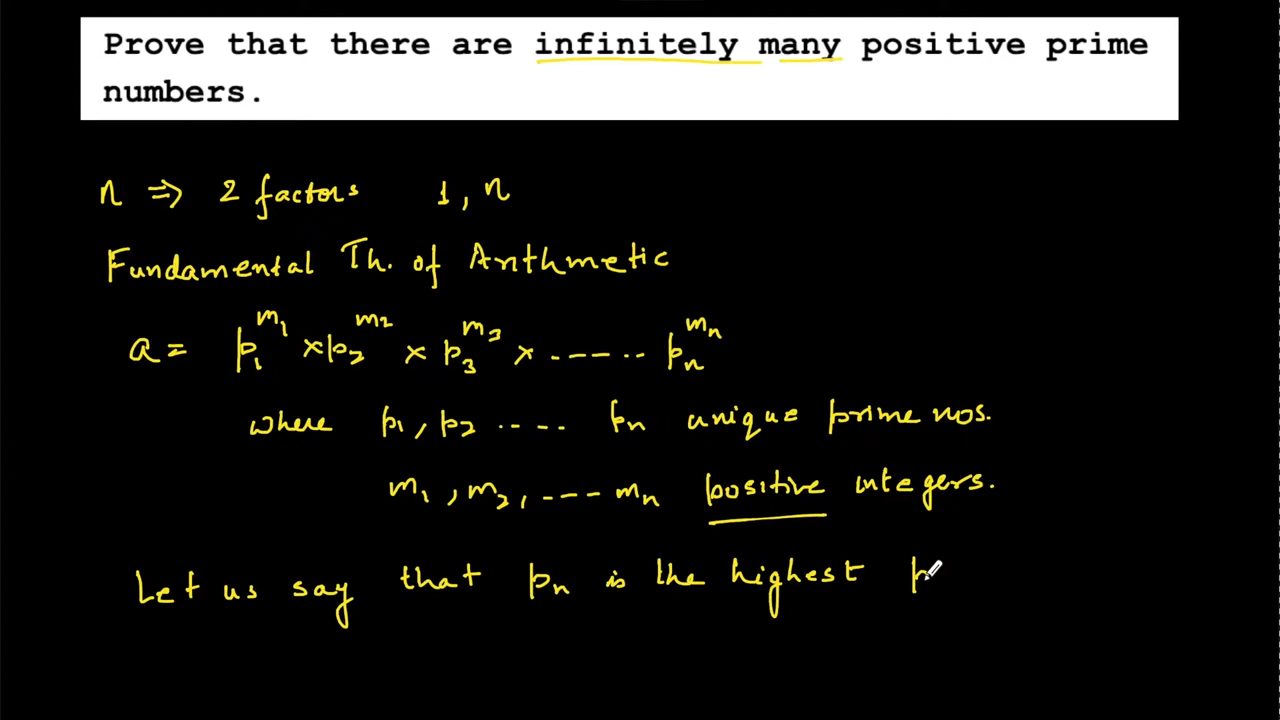 Prove that there are infinitely many positive prime
numbers.
n ⇒ 2 factors 1, n
Fundamental Th. of Arithmetic
a = p₁^m₁ × p₂^m₂ × p₃^m₃ × ------ pₙ^mₙ
where p₁, p₂ ---- pₙ unique prime nos.
m₁, m₂, --- mₙ positive integers.
Let us say that pₙ is the highest p